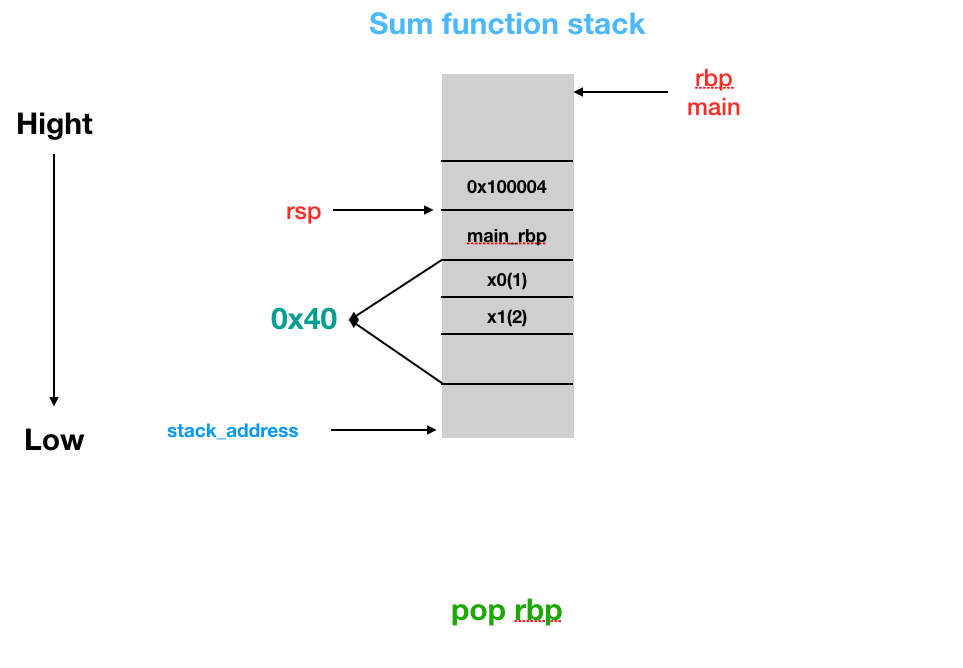 Sum function stack
rbp
main
Hight
0x100004
rsp
main_rbp
x0(1)
0x40
x1(2)
stack_address
Low
pop rbp